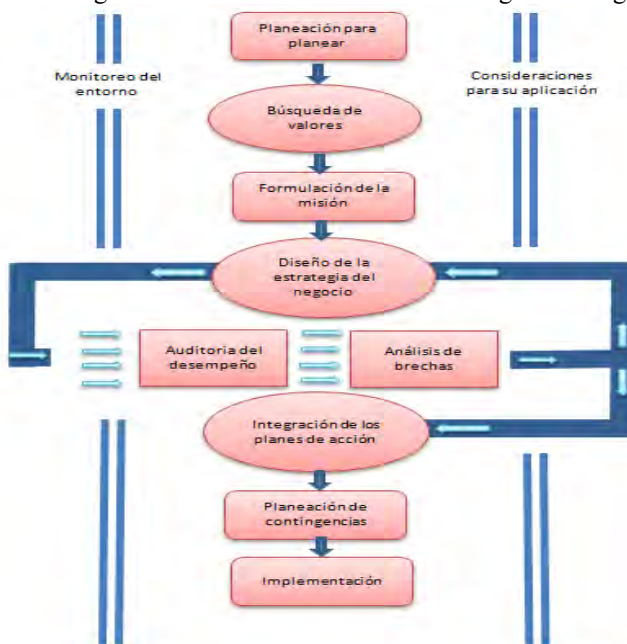 Planeación para
planear
Monitoreo del
entorno
Consideraciones
para su aplicación
Búsqueda de
valores
Formulación de la
misión
Diseño de la
estrategia del
negocio
Auditoria del
desempeño
Análisis de
brechas
Integración de los
planes de acción
Planeación de
contingencias
Implementación